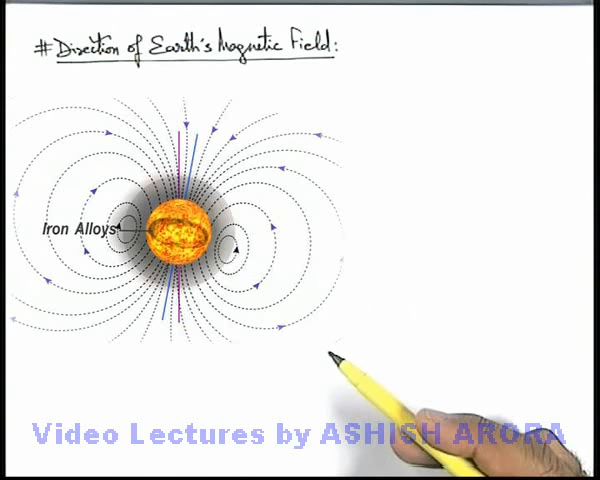 # Direction of Earth's Magnetic Field:
Iron Alloys
Video Lectures by ASHISH ARORA